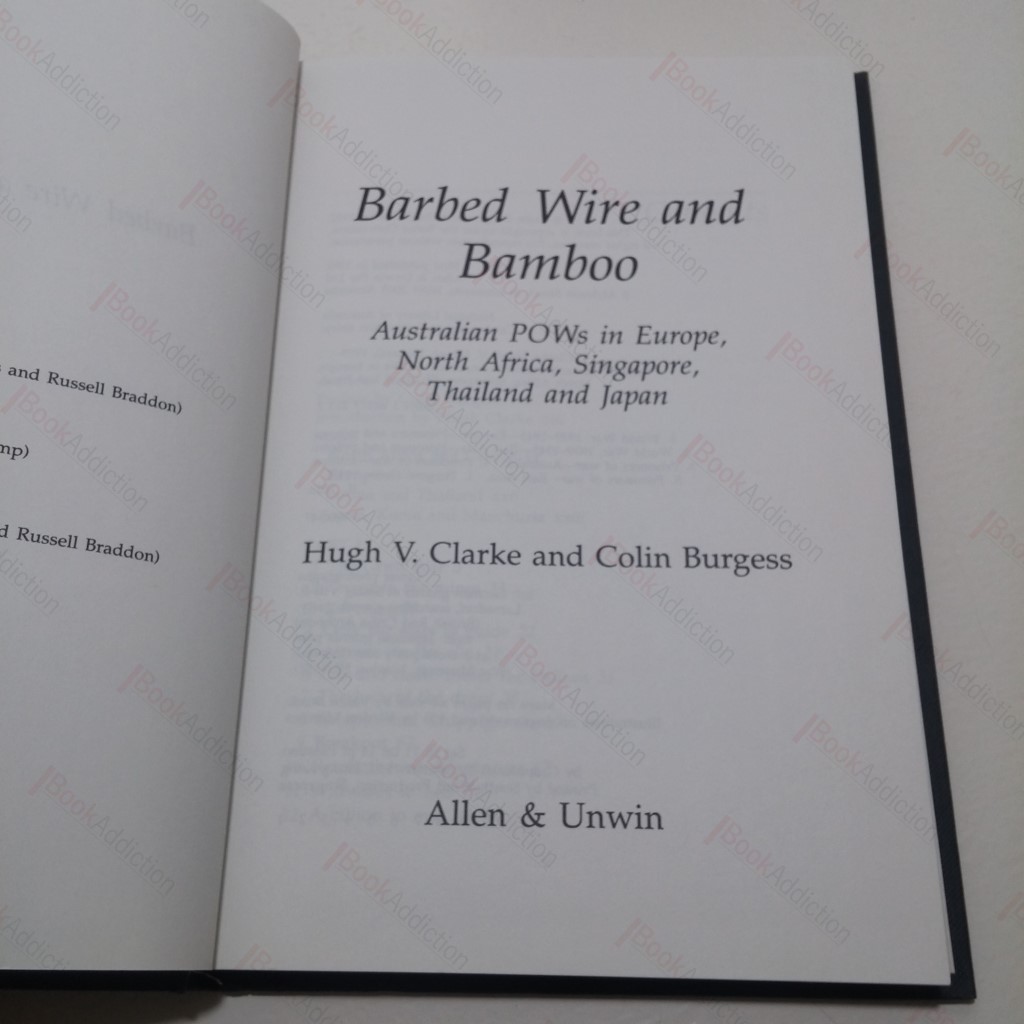 and Russell Braddon)
Russell Braddon)
Barbed Wire and
Bamboo
Australian POWs in Europe,
North Africa, Singapore,
Thailand and Japan
Hugh V. Clarke and Colin Burgess
Allen & Unwin
BookAddiction